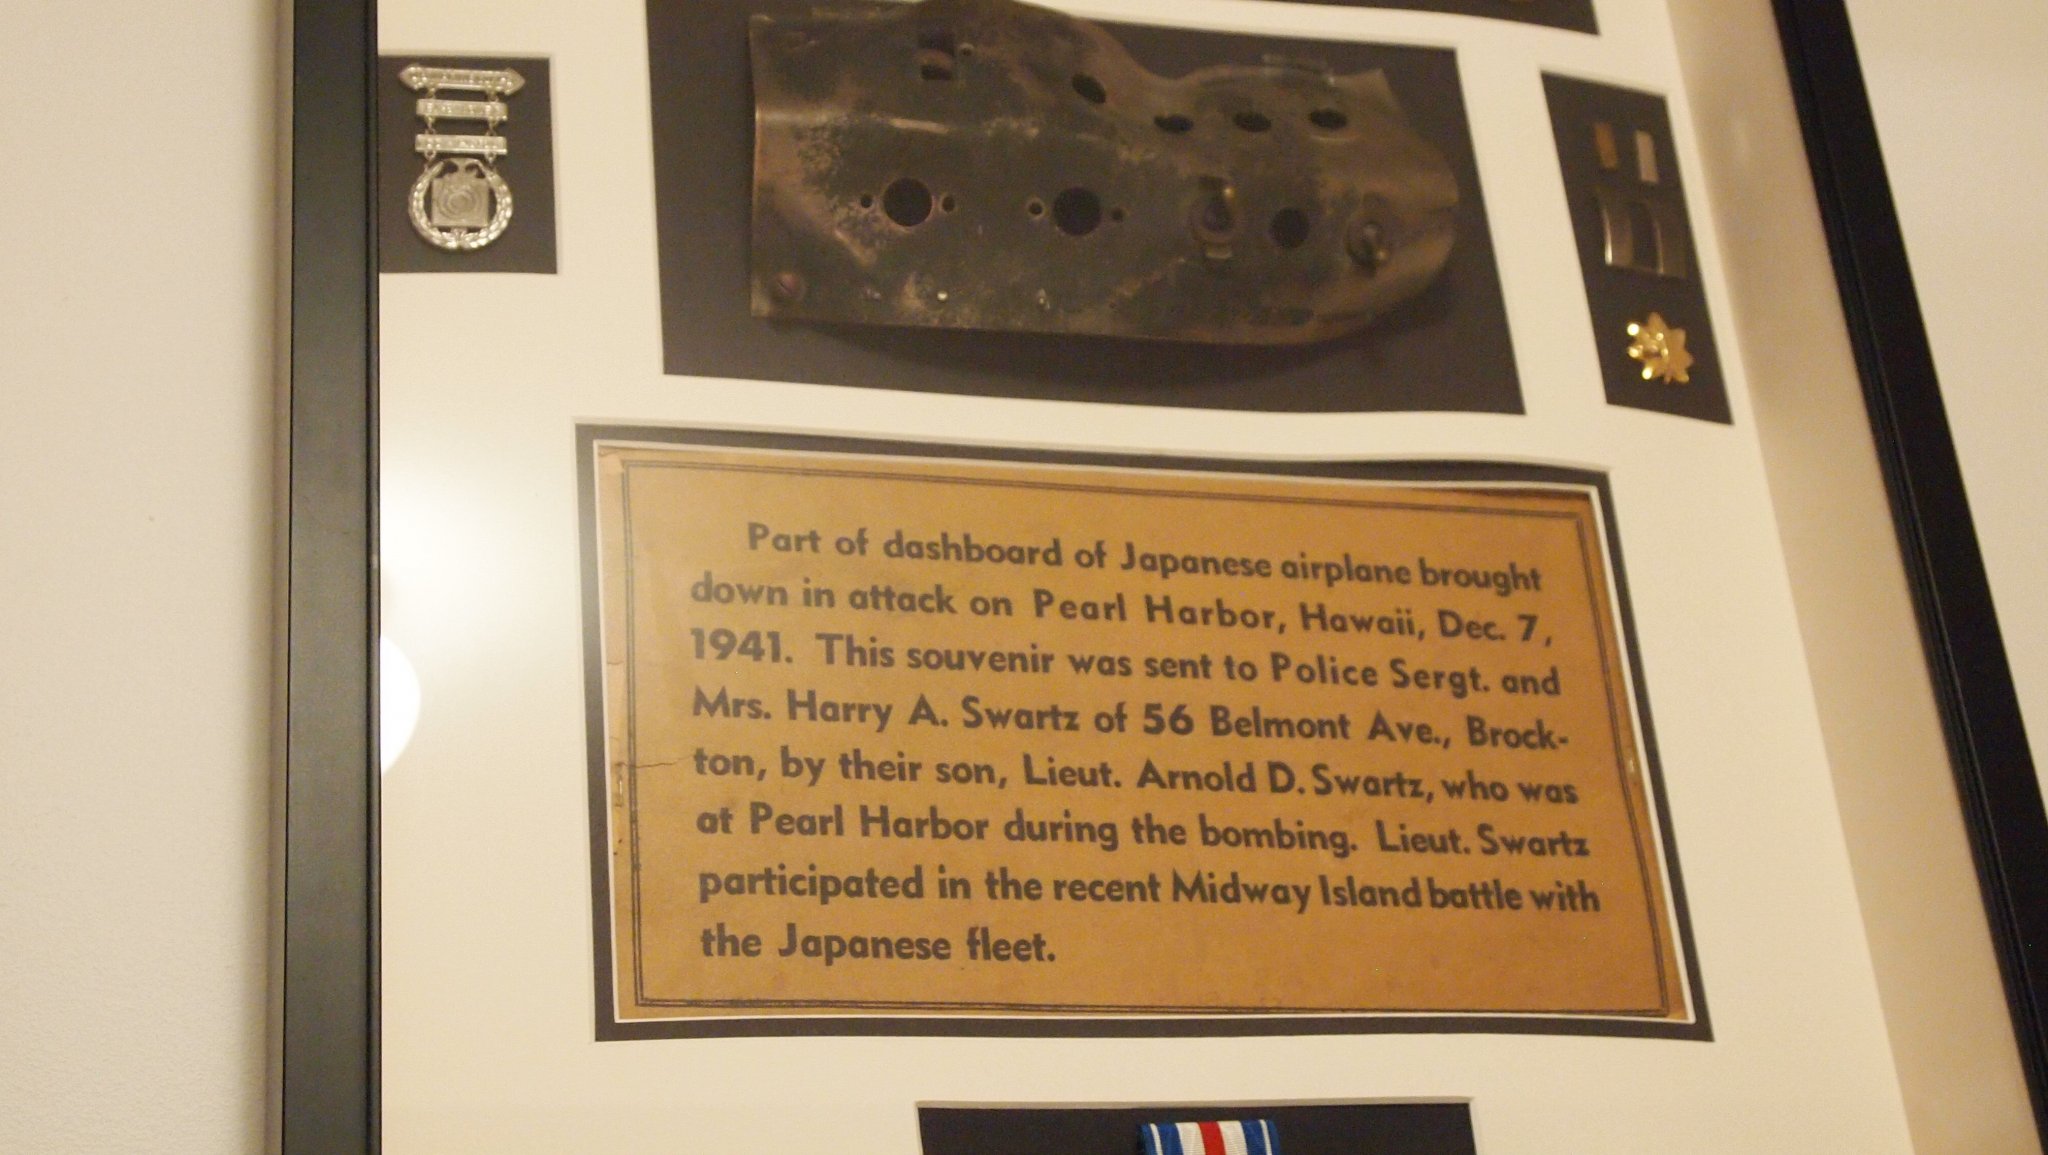 Part of dashboard of Japanese airplane brought
down in attack on Pearl Harbor, Hawaii, Dec. 7,
1941. This souvenir was sent to Police Sergt. and
Mrs. Harry A. Swartz of 56 Belmont Ave., Brock-
ton, by their son, Lieut. Arnold D. Swartz, who was
at Pearl Harbor during the bombing. Lieut. Swartz
participated in the recent Midway Island battle with
the Japanese fleet.